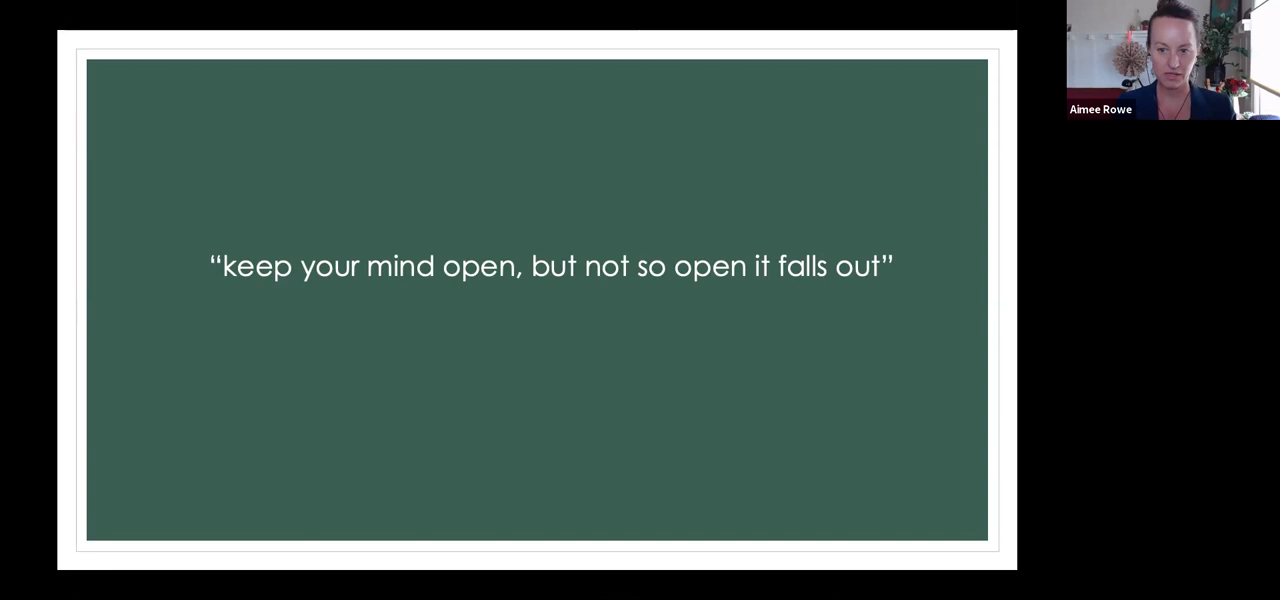 “keep your mind open, but not so open it falls out”
Aimee Rowe